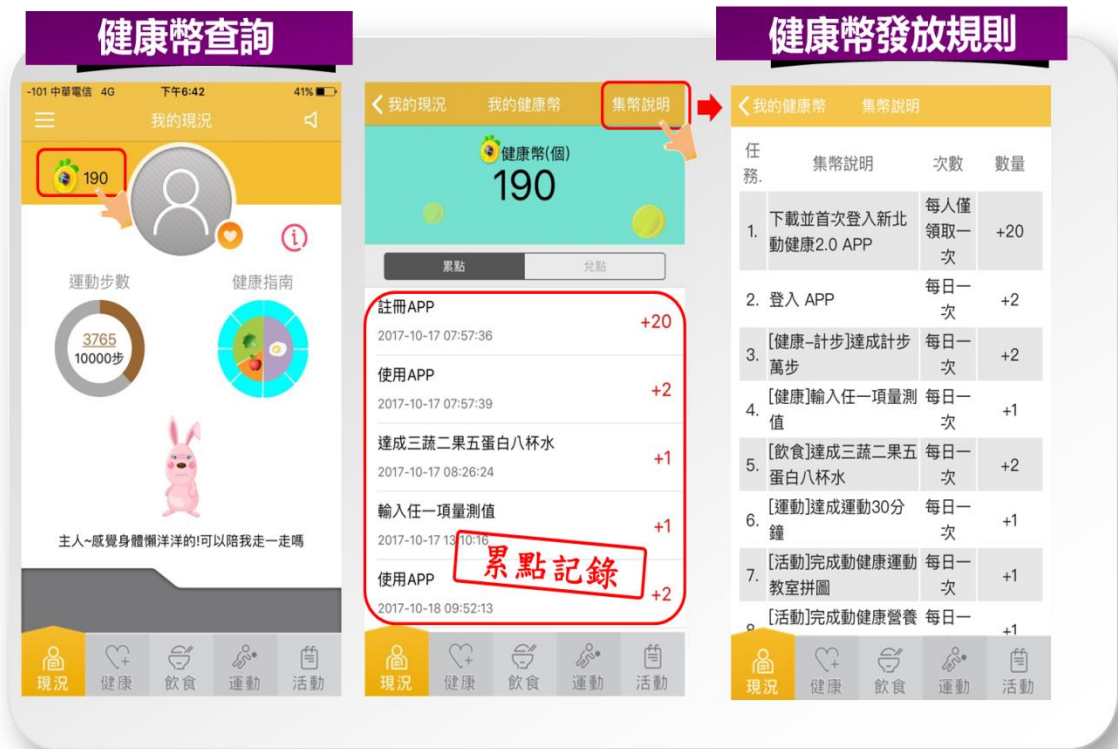 健康幣查詢
-101 中華電信 4G 下午6:42 41%
我的現況
190
運動步數 健康指南
3765
10000步
主人~感覺身體懶洋洋的!可以陪我走一走嗎
現況 健康 飲食 運動 活動
我的現況 我的健康幣 集幣說明
健康幣(個)
190
累點 兌點
註冊APP
+20
2017-10-17 07:57:36
使用APP
+2
2017-10-17 07:57:39
達成三蔬二果五蛋白八杯水
+1
2017-10-17 08:26:24
輸入任一項量測值
+1
2017-10-17 13:10:16
累點記錄
使用APP
+2
2017-10-18 09:52:13
現況 健康 飲食 運動 活動
健康幣發放規則
我的健康幣 集幣說明
任務. 集幣說明 次數 數量
1. 下載並首次登入新北動健康2.0 APP 每人僅領取一次 +20
2. 登入 APP 每日一次 +2
3. [健康-計步]達成計步萬步 每日一次 +2
4. [健康]輸入任一項量測值 每日一次 +1
5. [飲食]達成三蔬二果五蛋白八杯水 每日一次 +2
6. [運動]達成運動30分鐘 每日一次 +1
7. [活動]完成動健康運動教室拼圖 每日一次 +1
[活動]完成動健康營養 每日一 +1
現況 健康 飲食 運動 活動